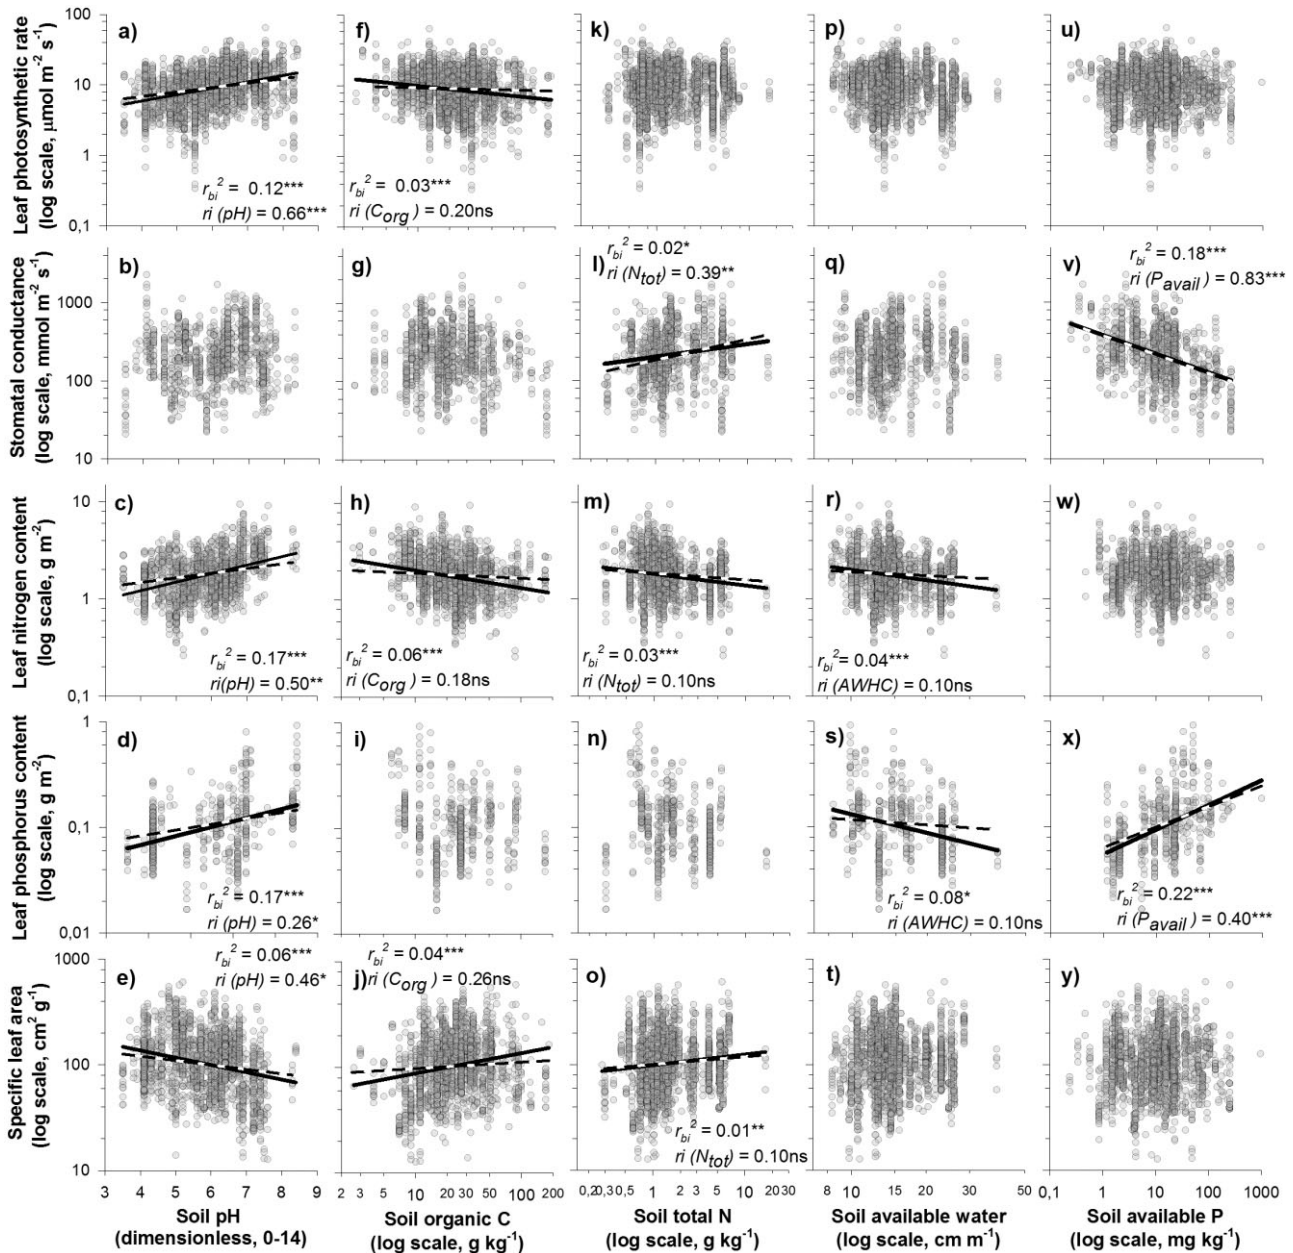 Leaf photosynthetic rate
(log scale, μmol m-2 s-1)
100
10
1
0,1
a)
rbi2 = 0.12***
ri (pH) = 0.66***
f)
rbi2 = 0.03***
ri (Corg) = 0.20ns
k)
p)
u)
Stomatal conductance
(log scale, mmol m-2 s-1)
1000
100
10
b)
g)
l)
rbi2 = 0.02*
ri (Ntot) = 0.39**
q)
v)
rbi2 = 0.18***
ri (Pavail) = 0.83***
Leaf nitrogen content
(log scale, g m-2)
10
1
0,1
c)
rbi2 = 0.17***
ri(pH) = 0.50**
h)
rbi2 = 0.06***
ri (Corg) = 0.18ns
m)
rbi2 = 0.03***
ri (Ntot) = 0.10ns
r)
rbi2 = 0.04***
ri (AWHC) = 0.10ns
w)
Leaf phosphorus content
(log scale, g m-2)
1
0,1
0,01
d)
rbi2 = 0.17***
ri (pH) = 0.26*
i)
n)
s)
rbi2 = 0.08*
ri (AWHC) = 0.10ns
x)
rbi2 = 0.22***
ri (Pavail) = 0.40***
Specific leaf area
(log scale, cm2 g-1)
1000
100
10
e)
rbi2 = 0.06***
ri (pH) = 0.46*
j)
rbi2 = 0.04***
ri (Corg) = 0.26ns
o)
rbi2 = 0.01**
ri (Ntot) = 0.10ns
t)
y)
3 4 5 6 7 8 9
2 3 5 10 20 30 50 100 200
0,2 0,3 0,5 1 2 3 5 10 20 30
8 10 20 30 50
0,1 1 10 100 1000
Soil pH
(dimensionless, 0-14)
Soil organic C
(log scale, g kg-1)
Soil total N
(log scale, g kg-1)
Soil available water
(log scale, cm m-1)
Soil available P
(log scale, mg kg-1)